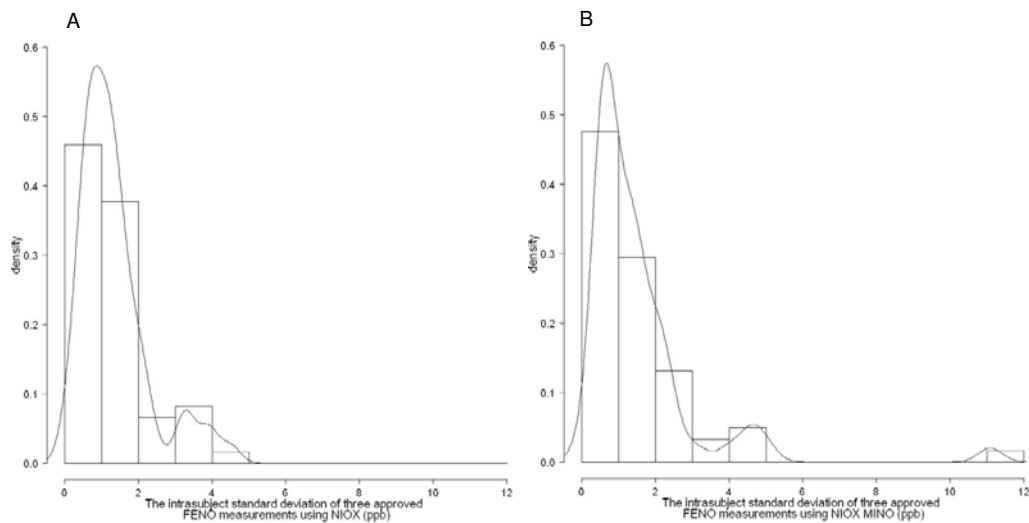 A
0.6
0.5
0.4
0.3
0.2
0.1
0.0
density
0 2 4 6 8 10 12
The intrasubject standard deviation of three approved
FENO measurements using NIOX (ppb)
B
0.6
0.5
0.4
0.3
0.2
0.1
0.0
density
0 2 4 6 8 10 12
The intrasubject standard deviation of three approved
FENO measurements using NIOX MINO (ppb)